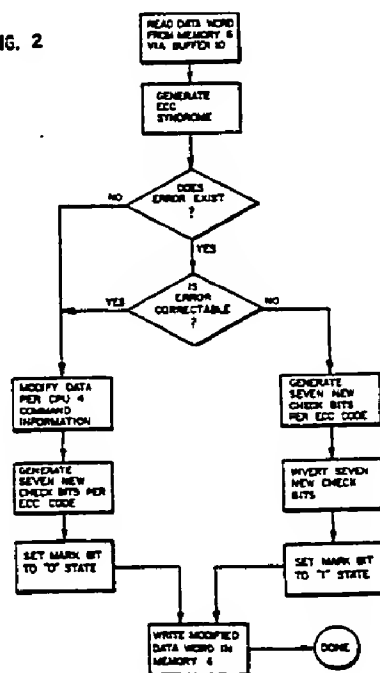 FIG. 2
READ DATA WORD
FROM MEMORY 6
VIA BUFFER 10
GENERATE
ECC
SYNDROME
DOES
ERROR EXIST
?
NO
YES
IS
ERROR
CORRECTABLE
?
YES
NO
MODIFY DATA
PER CPU 4
COMMAND
INFORMATION
GENERATE
SEVEN NEW
CHECK BITS
PER ECC CODE
GENERATE
SEVEN NEW
CHECK BITS PER
ECC CODE
INVERT SEVEN
NEW CHECK
BITS
SET MARK BIT
TO "0" STATE
SET MARK BIT
TO "1" STATE
WRITE MODIFIED
DATA WORD IN
MEMORY 6
DONE